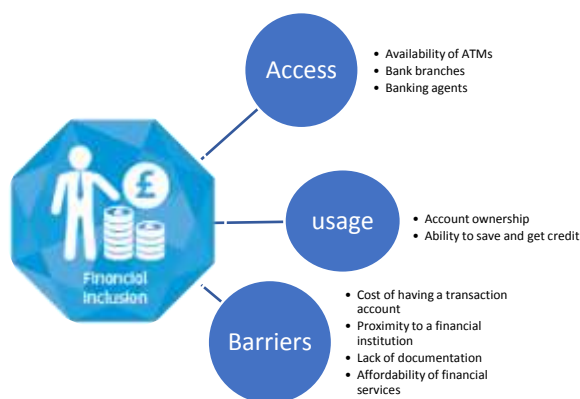 Access
• Availability of ATMs
• Bank branches
• Banking agents
£
Financial
Inclusion
usage
• Account ownership
• Ability to save and get credit
Barriers
• Cost of having a transaction
account
• Proximity to a financial
institution
• Lack of documentation
• Affordability of financial
services